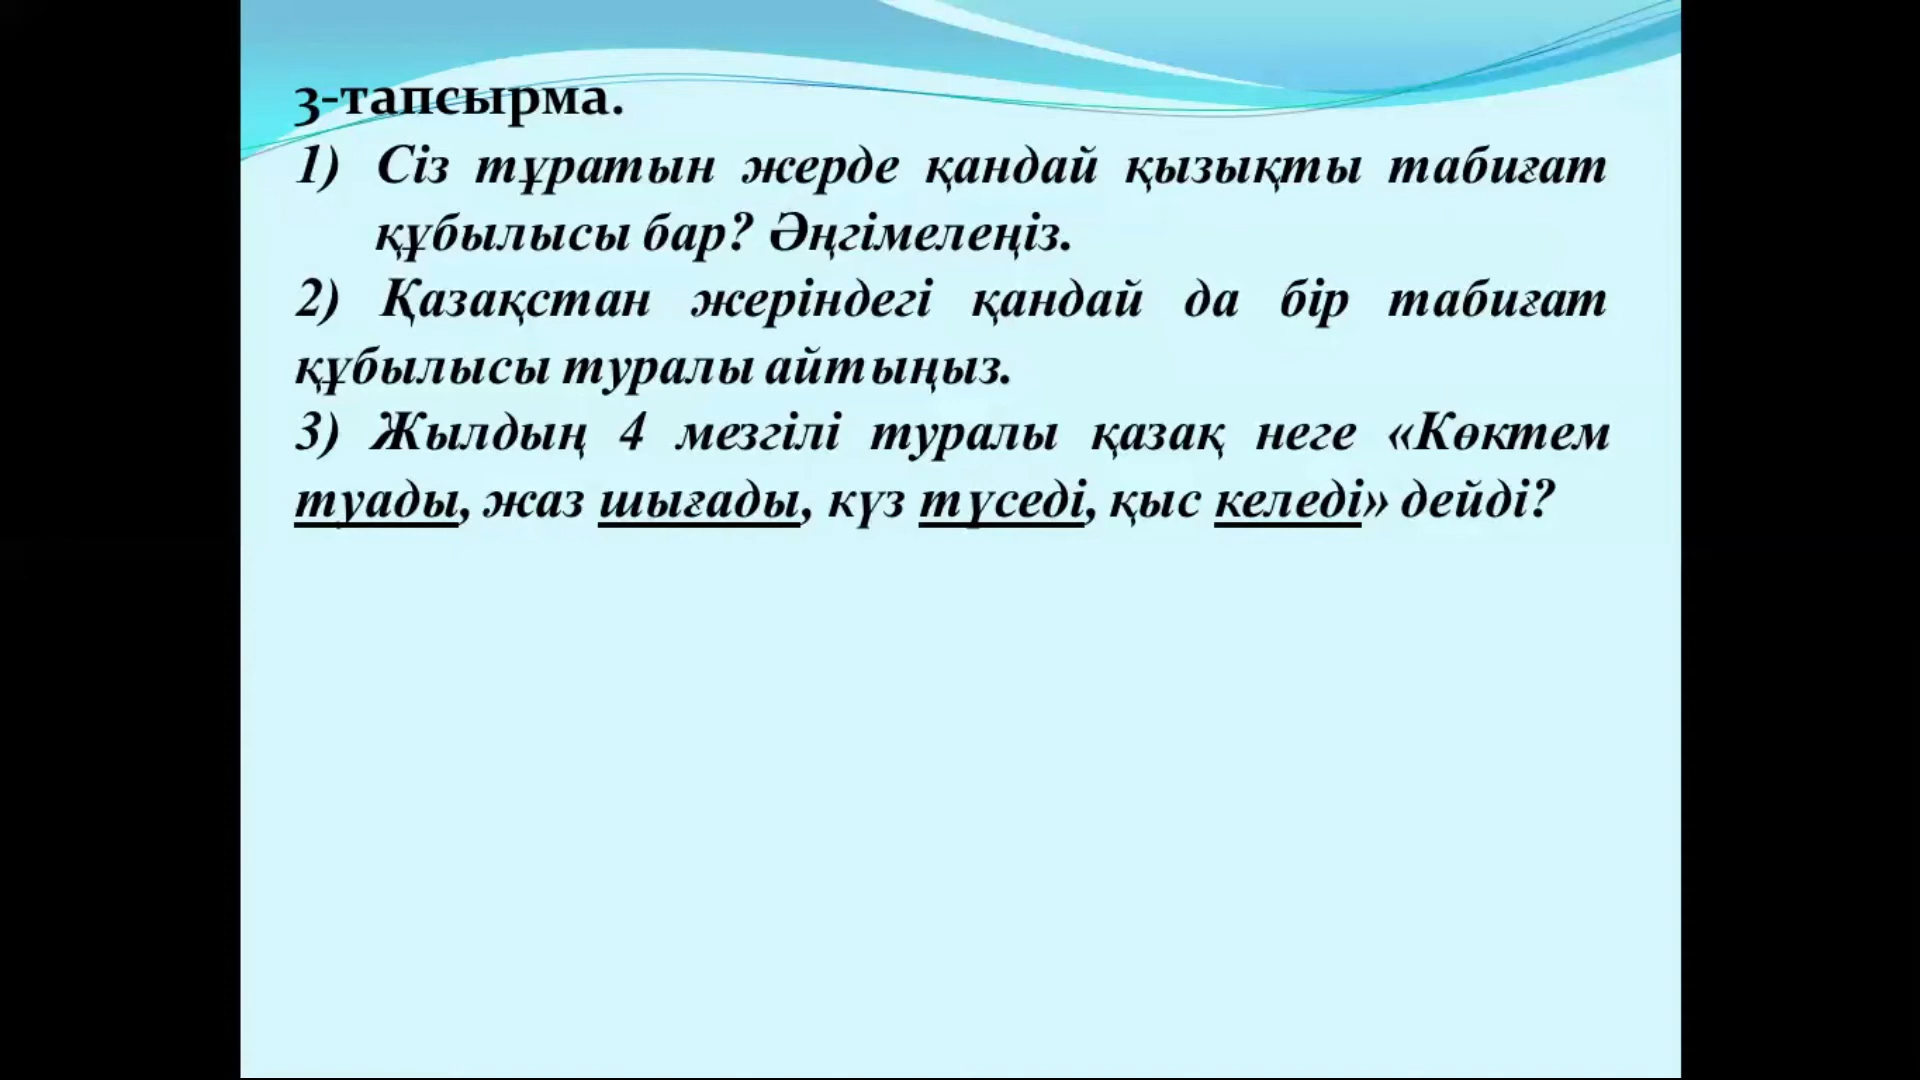 3-тапсырма.
1) Сіз тұратын жерде қандай қызықты табиғат
құбылысы бар? Әңгімелеңіз.
2) Қазақстан жеріндегі қандай да бір табиғат
құбылысы туралы айтыңыз.
3) Жылдың 4 мезгілі туралы қазақ неге «Көктем
туады, жаз шығады, күз түседі, қыс келеді» дейді?